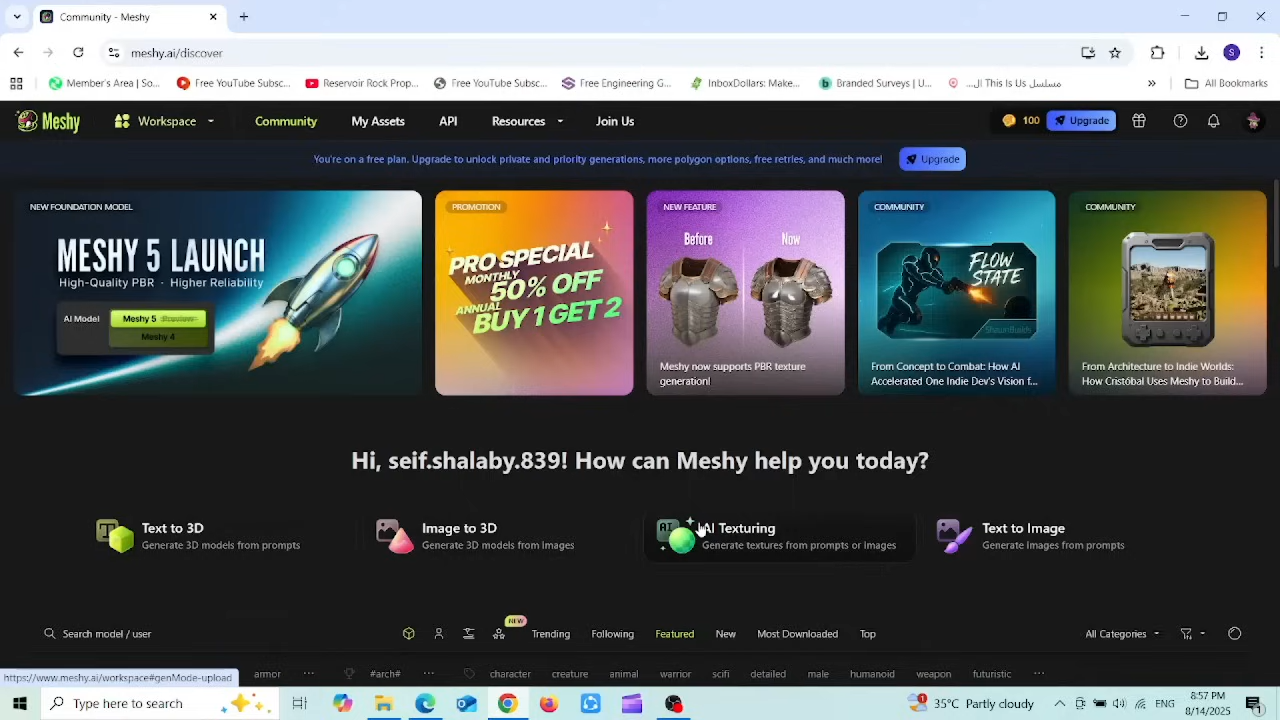 Community - Meshy
meshy.ai/discover
S
Member's Area | So...
Free YouTube Subsc...
Reservoir Rock Prop...
Free YouTube Subsc...
Free Engineering G...
InboxDollars: Make...
Branded Surveys | U...
مسلسل This Is Us ال...
»
All Bookmarks
Meshy
Workspace
Community
My Assets
API
Resources
Join Us
100
Upgrade
You're on a free plan. Upgrade to unlock private and priority generations, more polygon options, free retries, and much more!
Upgrade
NEW FOUNDATION MODEL
MESHY 5 LAUNCH
High-Quality PBR · Higher Reliability
AI Model
Meshy 5 Preview
Meshy 4
PROMOTION
PRO SPECIAL
MONTHLY
50% OFF
ANNUAL
BUY 1 GET 2
NEW FEATURE
Before
Now
Meshy now supports PBR texture
generation!
COMMUNITY
FLOW
STATE
From Concept to Combat: How AI
Accelerated One Indie Dev's Vision f...
COMMUNITY
From Architecture to Indie Worlds:
How Cristóbal Uses Meshy to Build...
Hi, seif.shalaby.839! How can Meshy help you today?
Text to 3D
Generate 3D models from prompts
Image to 3D
Generate 3D models from images
AI
AI Texturing
Generate textures from prompts or images
Text to Image
Generate images from prompts
Search model / user
NEW
Trending
Following
Featured
New
Most Downloaded
Top
All Categories
https://www.meshy.ai/workspace#genMode-upload
armor
...
#arch#
...
character
creature
animal
warrior
scifi
detailed
male
humanoid
weapon
futuristic
...
Type here to search
1
35°C Partly cloudy
ENG
8:57 PM
8/14/2025
1